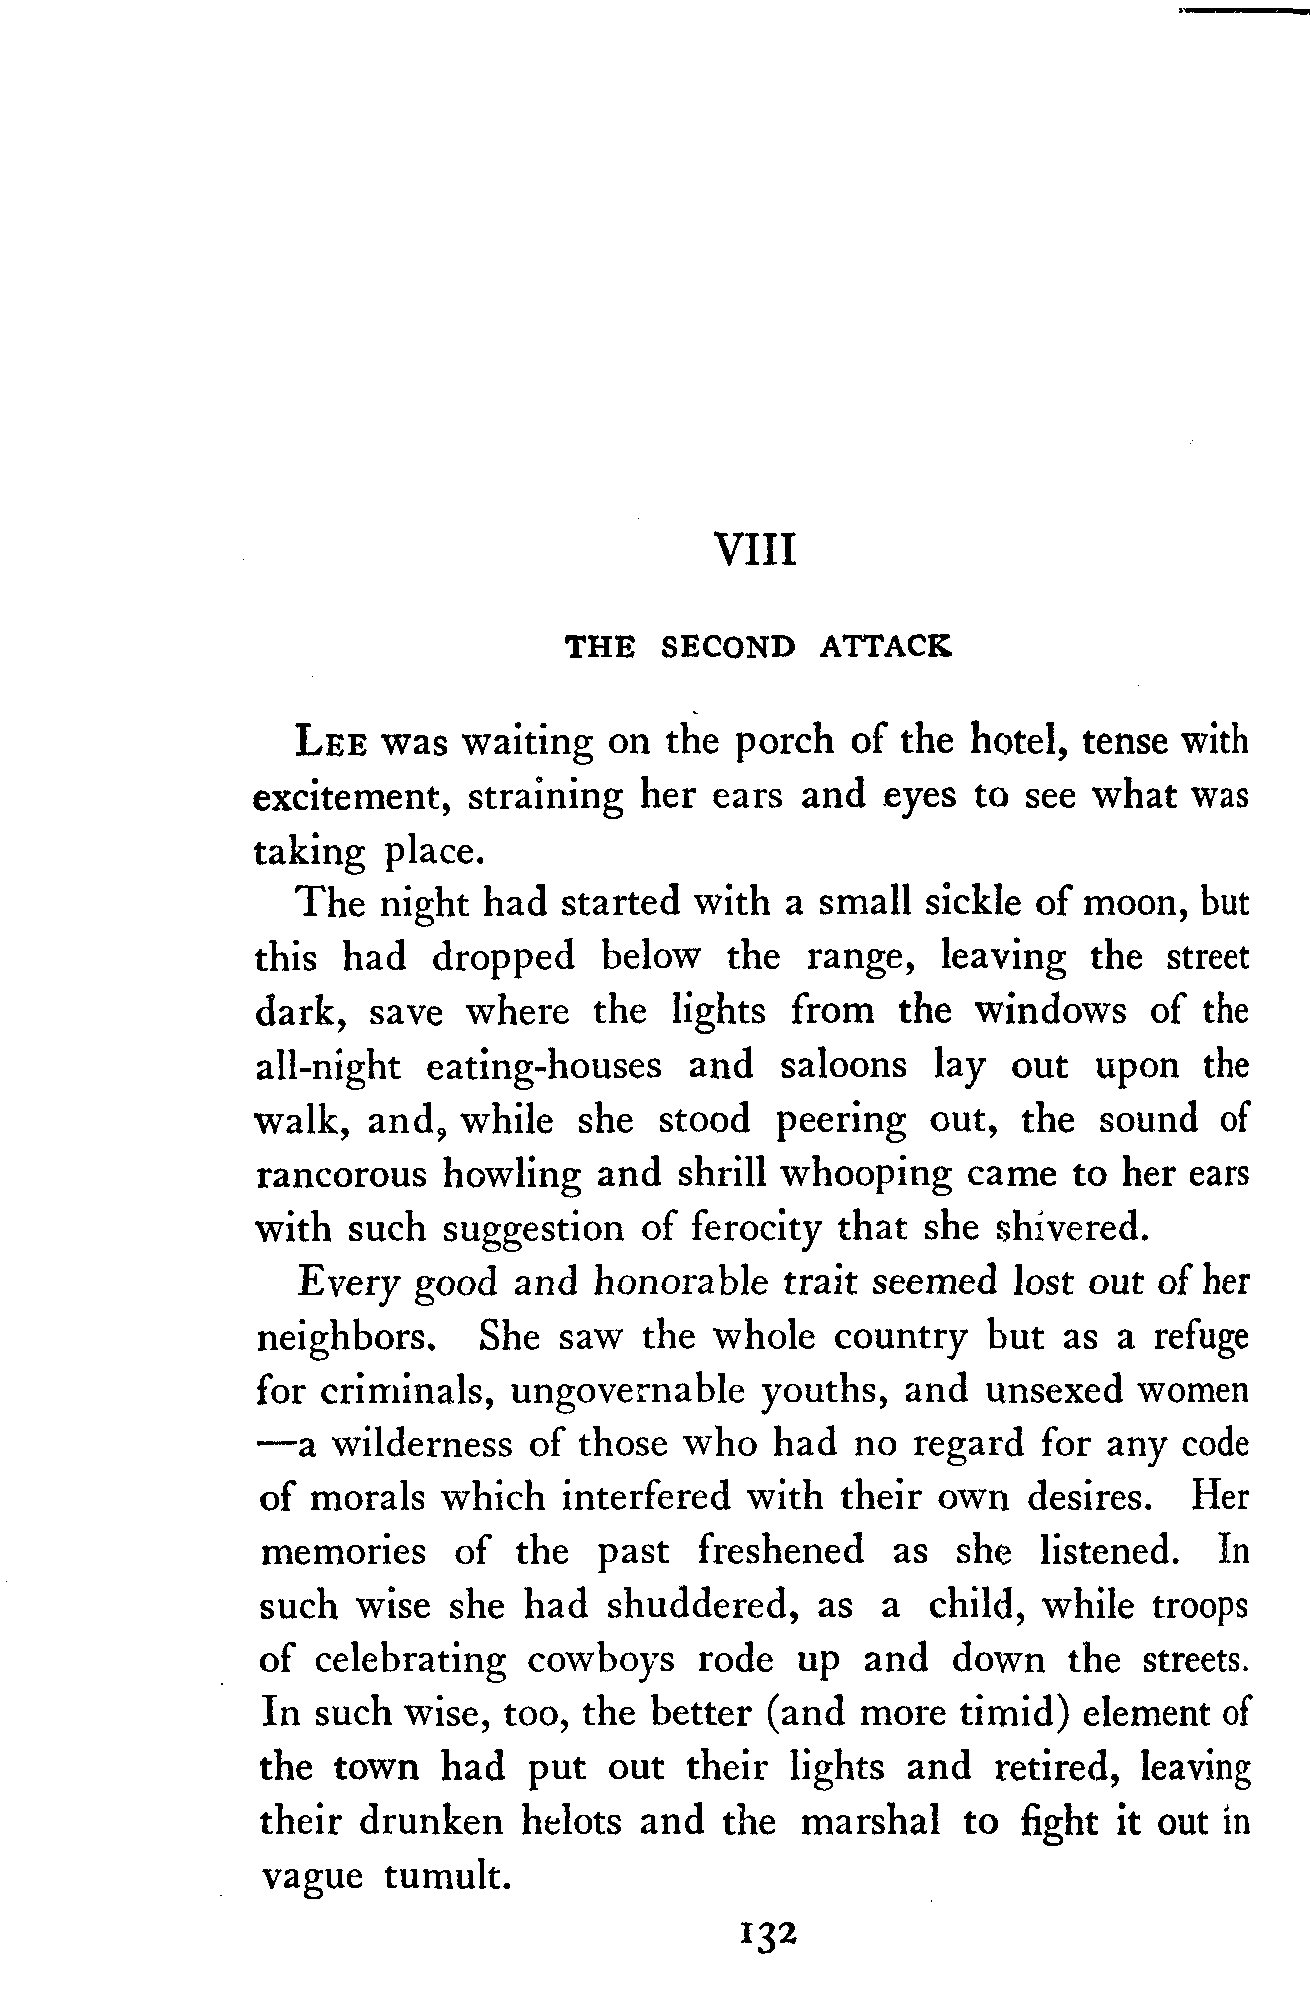 VIII
THE SECOND ATTACK
LEE was waiting on the porch of the hotel, tense with
excitement, straining her ears and eyes to see what was
taking place.
The night had started with a small sickle of moon, but
this had dropped below the range, leaving the street
dark, save where the lights from the windows of the
all-night eating-houses and saloons lay out upon the
walk, and, while she stood peering out, the sound of
rancorous howling and shrill whooping came to her ears
with such suggestion of ferocity that she shivered.
Every good and honorable trait seemed lost out of her
neighbors. She saw the whole country but as a refuge
for criminals, ungovernable youths, and unsexed women
—a wilderness of those who had no regard for any code
of morals which interfered with their own desires. Her
memories of the past freshened as she listened. In
such wise she had shuddered, as a child, while troops
of celebrating cowboys rode up and down the streets.
In such wise, too, the better (and more timid) element of
the town had put out their lights and retired, leaving
their drunken helots and the marshal to fight it out in
vague tumult.
132